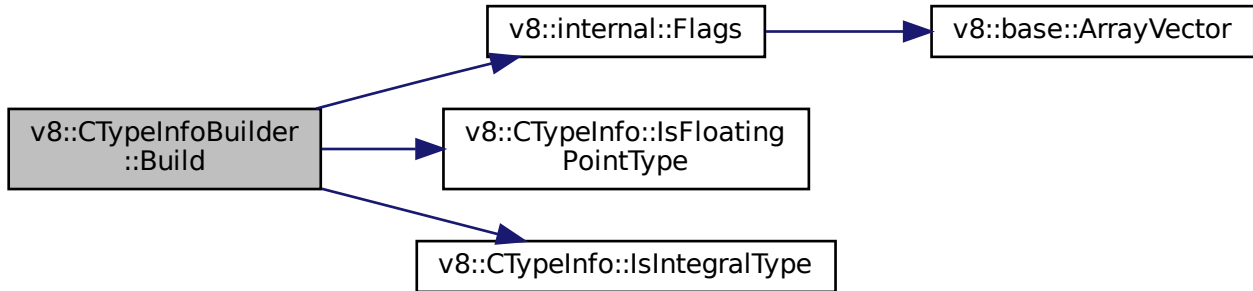 v8::internal::Flags
v8::base::ArrayVector
v8::CTypeInfoBuilder
::Build
v8::CTypeInfo::IsFloating
PointType
v8::CTypeInfo::IsIntegralType